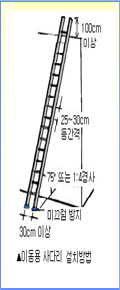 100cm
이상
25~30cm
등간격
75° 또는 1:4경사
미끄럼 방지
30cm 이상
▲이동용 사다리 설치방법